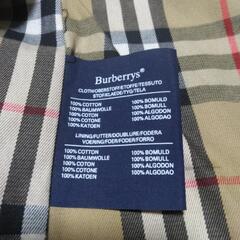 Burberrys®
CLOTH/OBERSTOFF/ETOFFE/TESSUTO
STOF/KLAEDE/TYG/TELA
100% COTTON 100% BOMULD
100% BAUMWOLLE 100% BOMULL
100% COTON 100% ALGODON
100% COTONE 100% ALGODAO
100% KATOEN
LINING/FUTTER/DOUBLURE/FODERA
VOERING/FOER/FODER/FORRO
100% COTTON 100% BOMULD
100% BAUMWOLLE 100% BOMULL
100% COTON 100% ALGODON
100% COTONE 100% ALGODAO
100% KATOEN